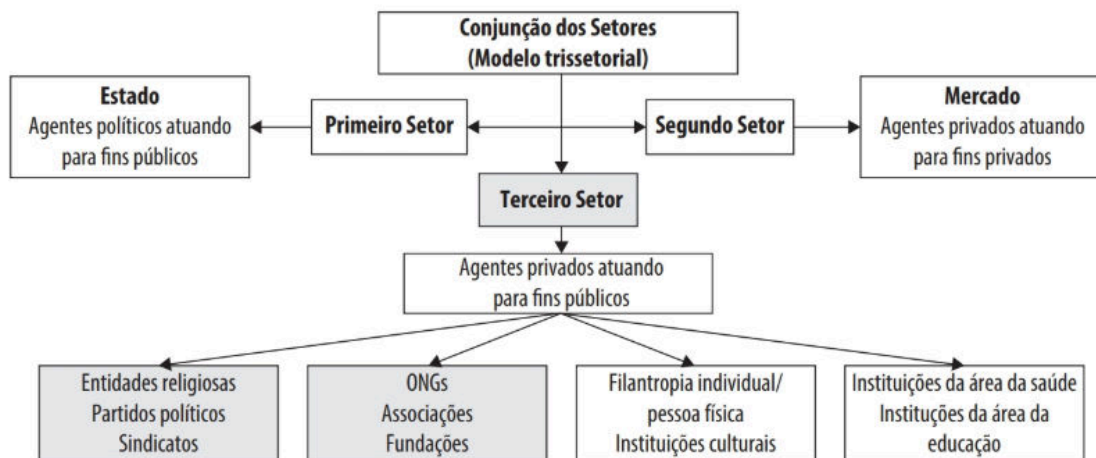 Conjunção dos Setores
(Modelo trissetorial)
Estado
Agentes políticos atuando
para fins públicos
Primeiro Setor
Segundo Setor
Mercado
Agentes privados atuando
para fins privados
Terceiro Setor
Agentes privados atuando
para fins públicos
Entidades religiosas
Partidos políticos
Sindicatos
ONGs
Associações
Fundações
Filantropia individual/
pessoa física
Instituições culturais
Instituições da área da saúde
Instituções da área da
educação